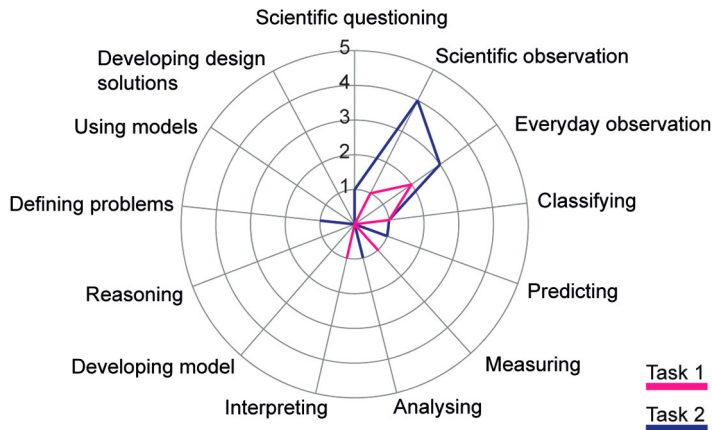 Scientific questioning
Developing design
solutions
Scientific observation
Using models
Everyday observation
Defining problems
Classifying
Reasoning
Predicting
Developing model
Measuring
Interpreting
Analysing
5
4
3
2
1
Task 1
Task 2